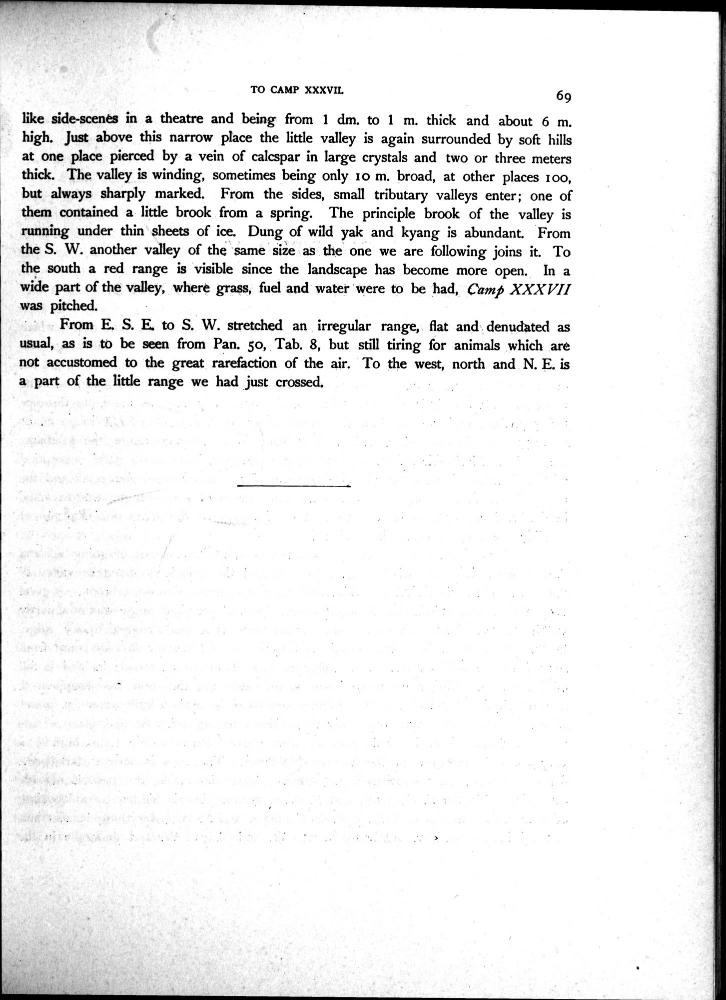 TO CAMP XXXVII.
69
like side-scenes in a theatre and being from 1 dm. to 1 m. thick and about 6 m.
high. Just above this narrow place the little valley is again surrounded by soft hills
at one place pierced by a vein of calcspar in large crystals and two or three meters
thick. The valley is winding, sometimes being only 10 m. broad, at other places 100,
but always sharply marked. From the sides, small tributary valleys enter; one of
them contained a little brook from a spring. The principle brook of the valley is
running under thin sheets of ice. Dung of wild yak and kyang is abundant. From
the S. W. another valley of the same size as the one we are following joins it. To
the south a red range is visible since the landscape has become more open. In a
wide part of the valley, where grass, fuel and water were to be had, Camp XXXVII
was pitched.
From E. S. E. to S. W. stretched an irregular range, flat and denudated as
usual, as is to be seen from Pan. 50, Tab. 8, but still tiring for animals which are
not accustomed to the great rarefaction of the air. To the west, north and N. E. is
a part of the little range we had just crossed.